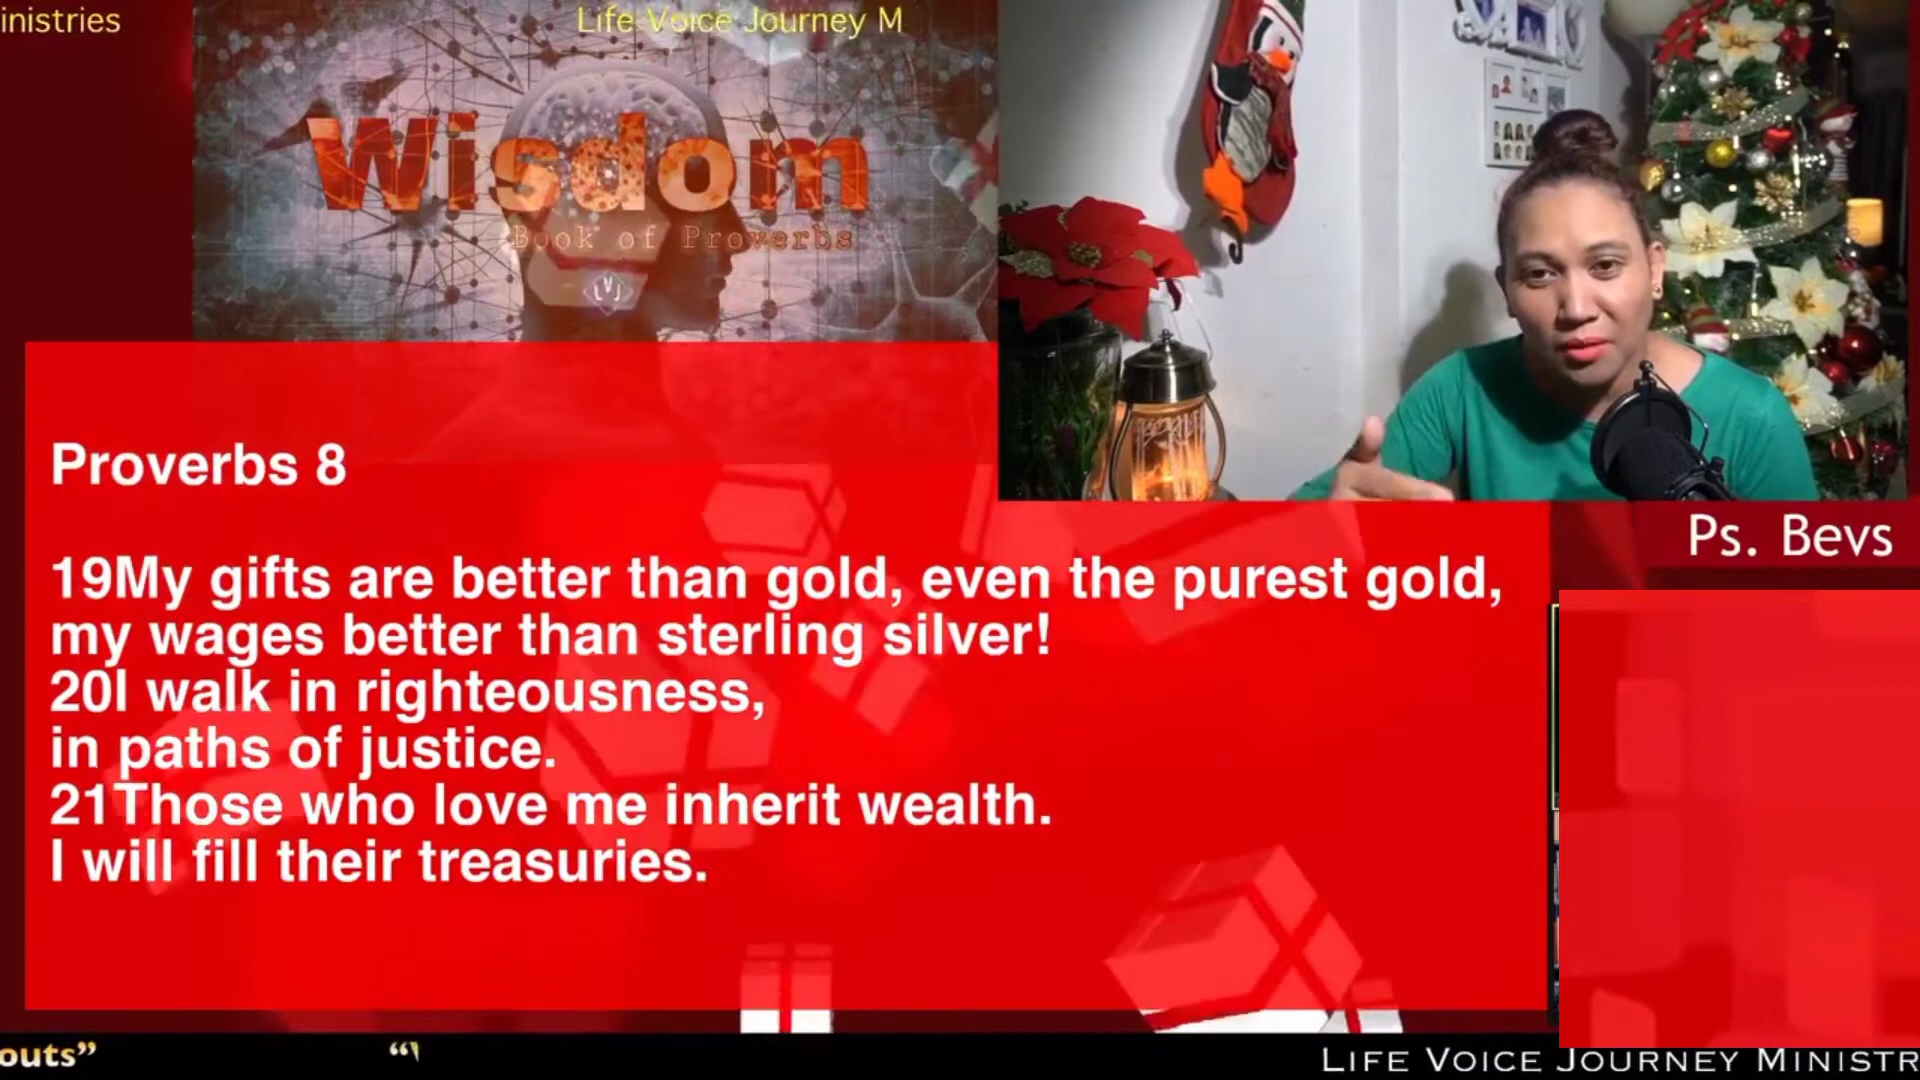 inistries
Life Voice Journey M
Wisdom
Book of Proverbs
LVJ
Proverbs 8
19My gifts are better than gold, even the purest gold,
my wages better than sterling silver!
20I walk in righteousness,
in paths of justice.
21Those who love me inherit wealth.
I will fill their treasuries.
Ps. Bevs
outs” “
LIFE VOICE JOURNEY MINISTR